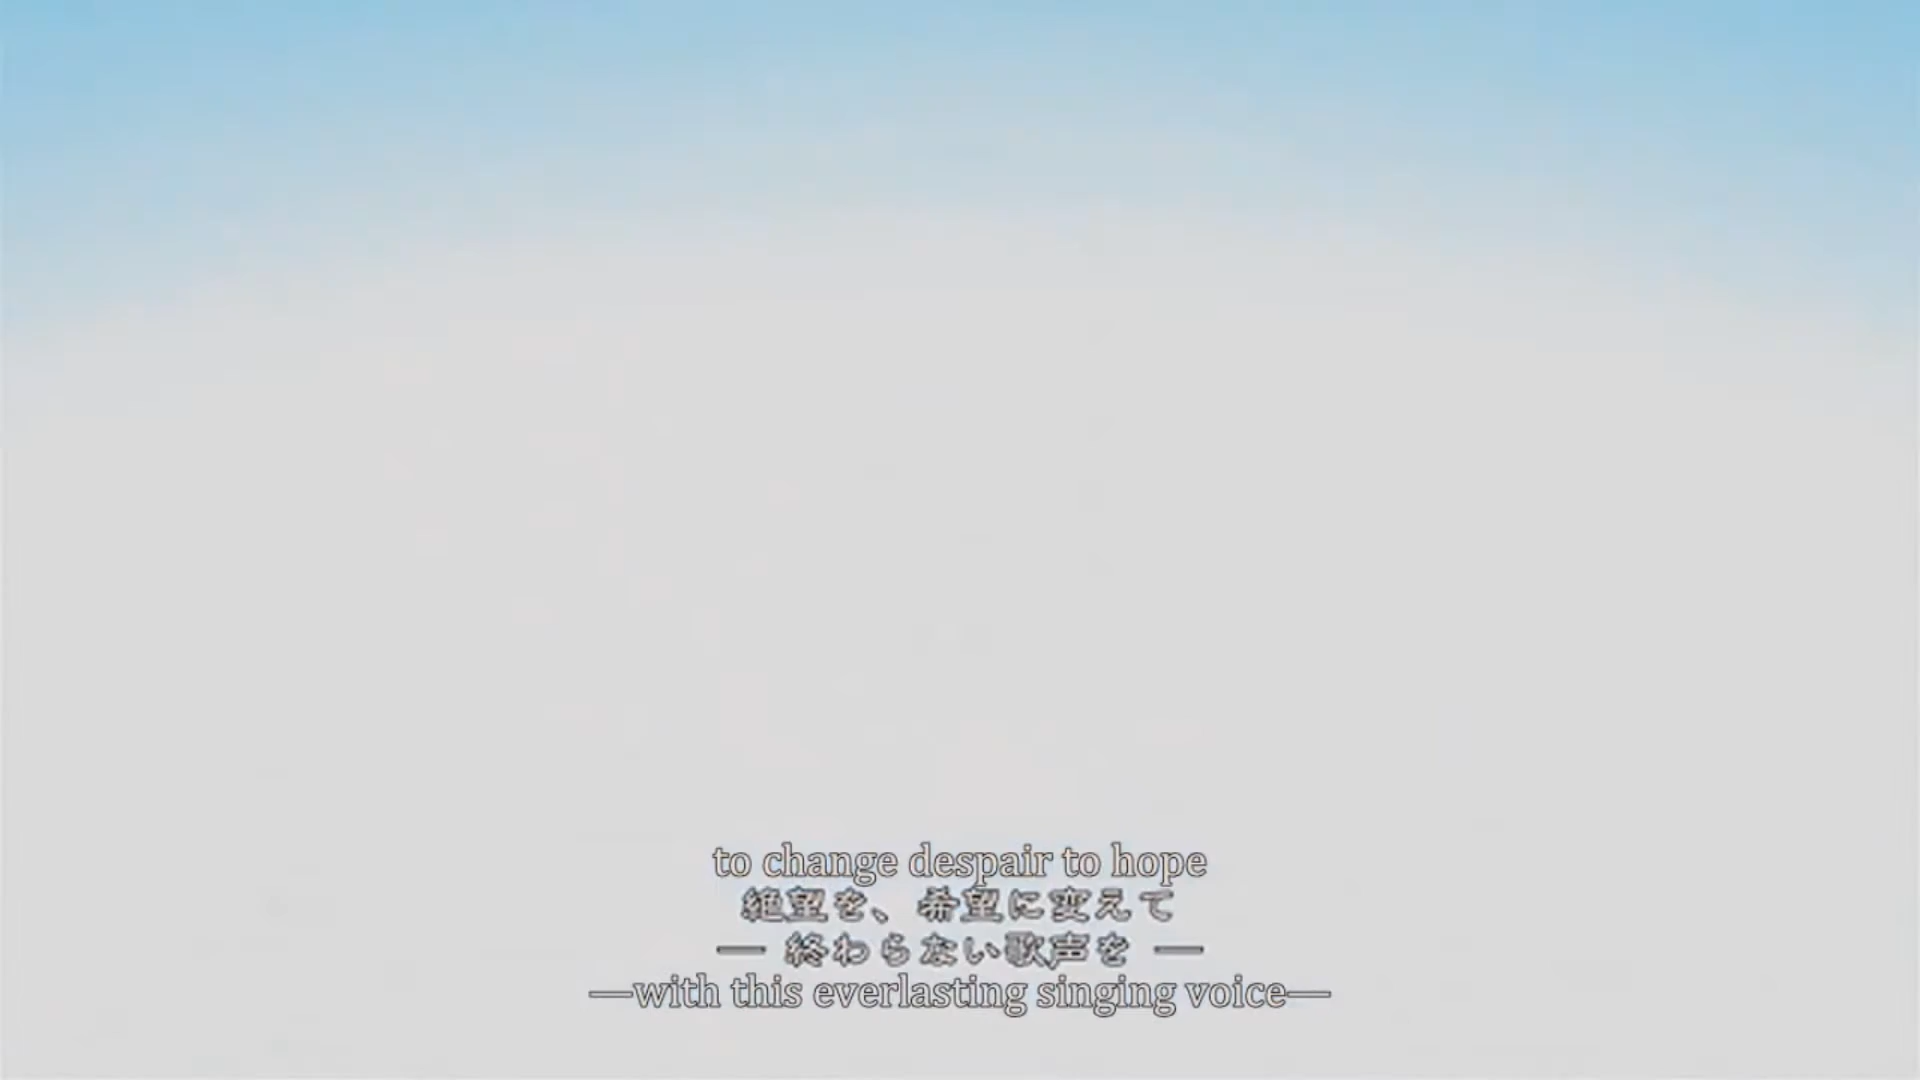 to change despair to hope
絶望を、希望に変えて
― 終わらない歌声を ―
—with this everlasting singing voice—